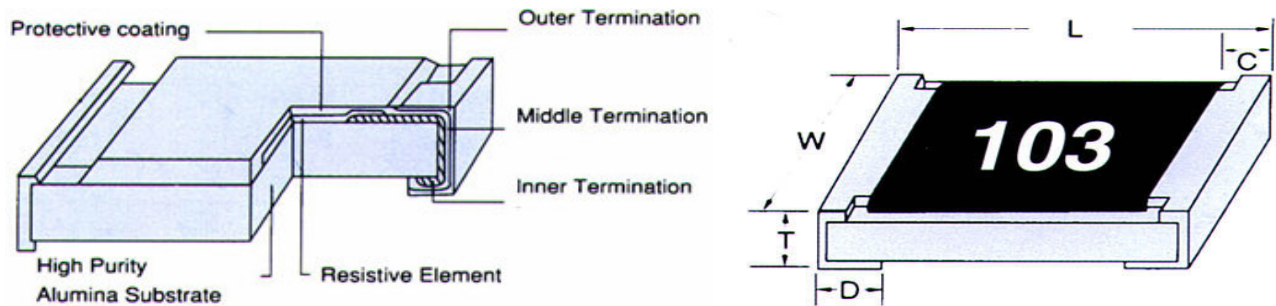 Protective coating
Outer Termination
Middle Termination
Inner Termination
Resistive Element
High Purity
Alumina Substrate
L
C
W
103
T
D